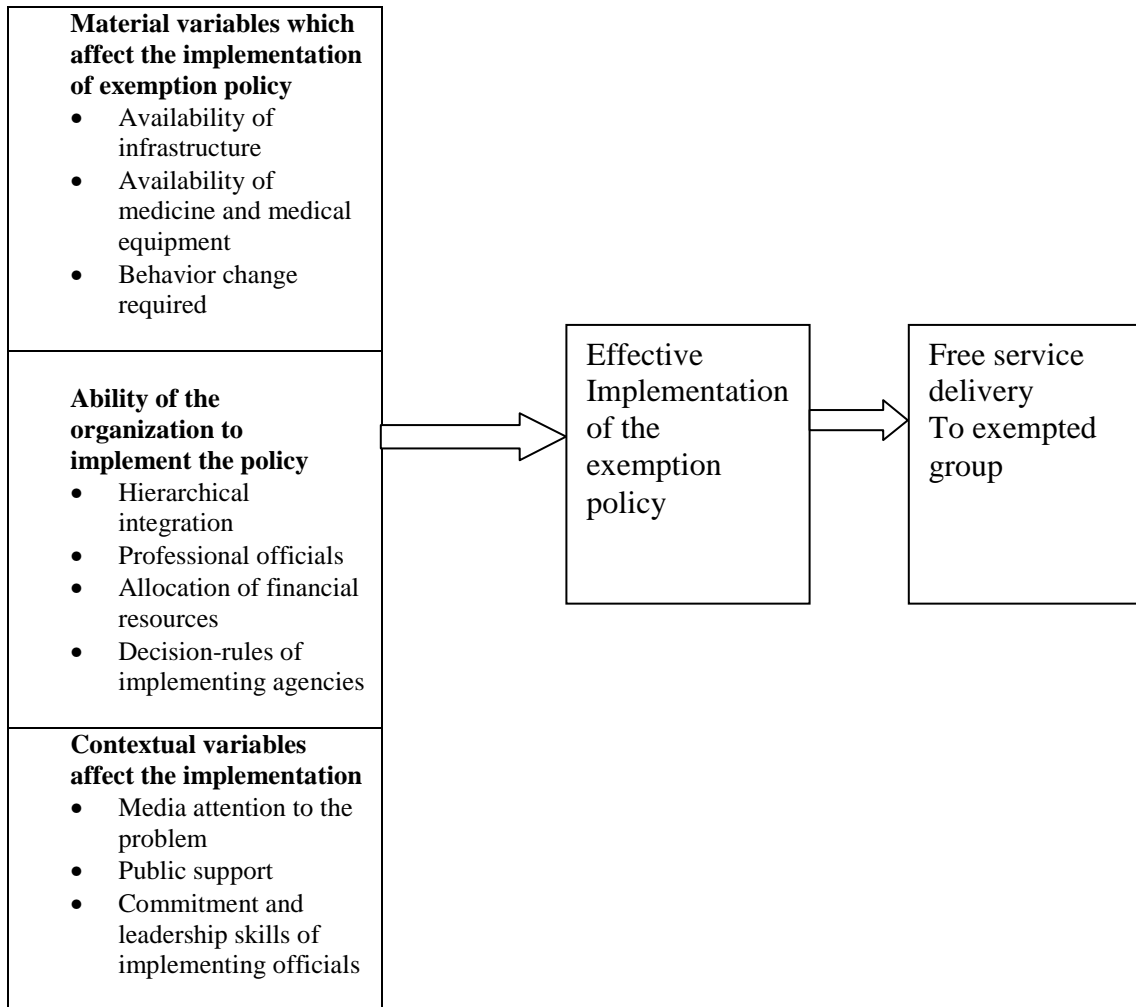 Material variables which
affect the implementation
of exemption policy
• Availability of
infrastructure
• Availability of
medicine and medical
equipment
• Behavior change
required
Ability of the
organization to
implement the policy
• Hierarchical
integration
• Professional officials
• Allocation of financial
resources
• Decision-rules of
implementing agencies
Contextual variables
affect the implementation
• Media attention to the
problem
• Public support
• Commitment and
leadership skills of
implementing officials
Effective
Implementation
of the
exemption
policy
Free service
delivery
To exempted
group